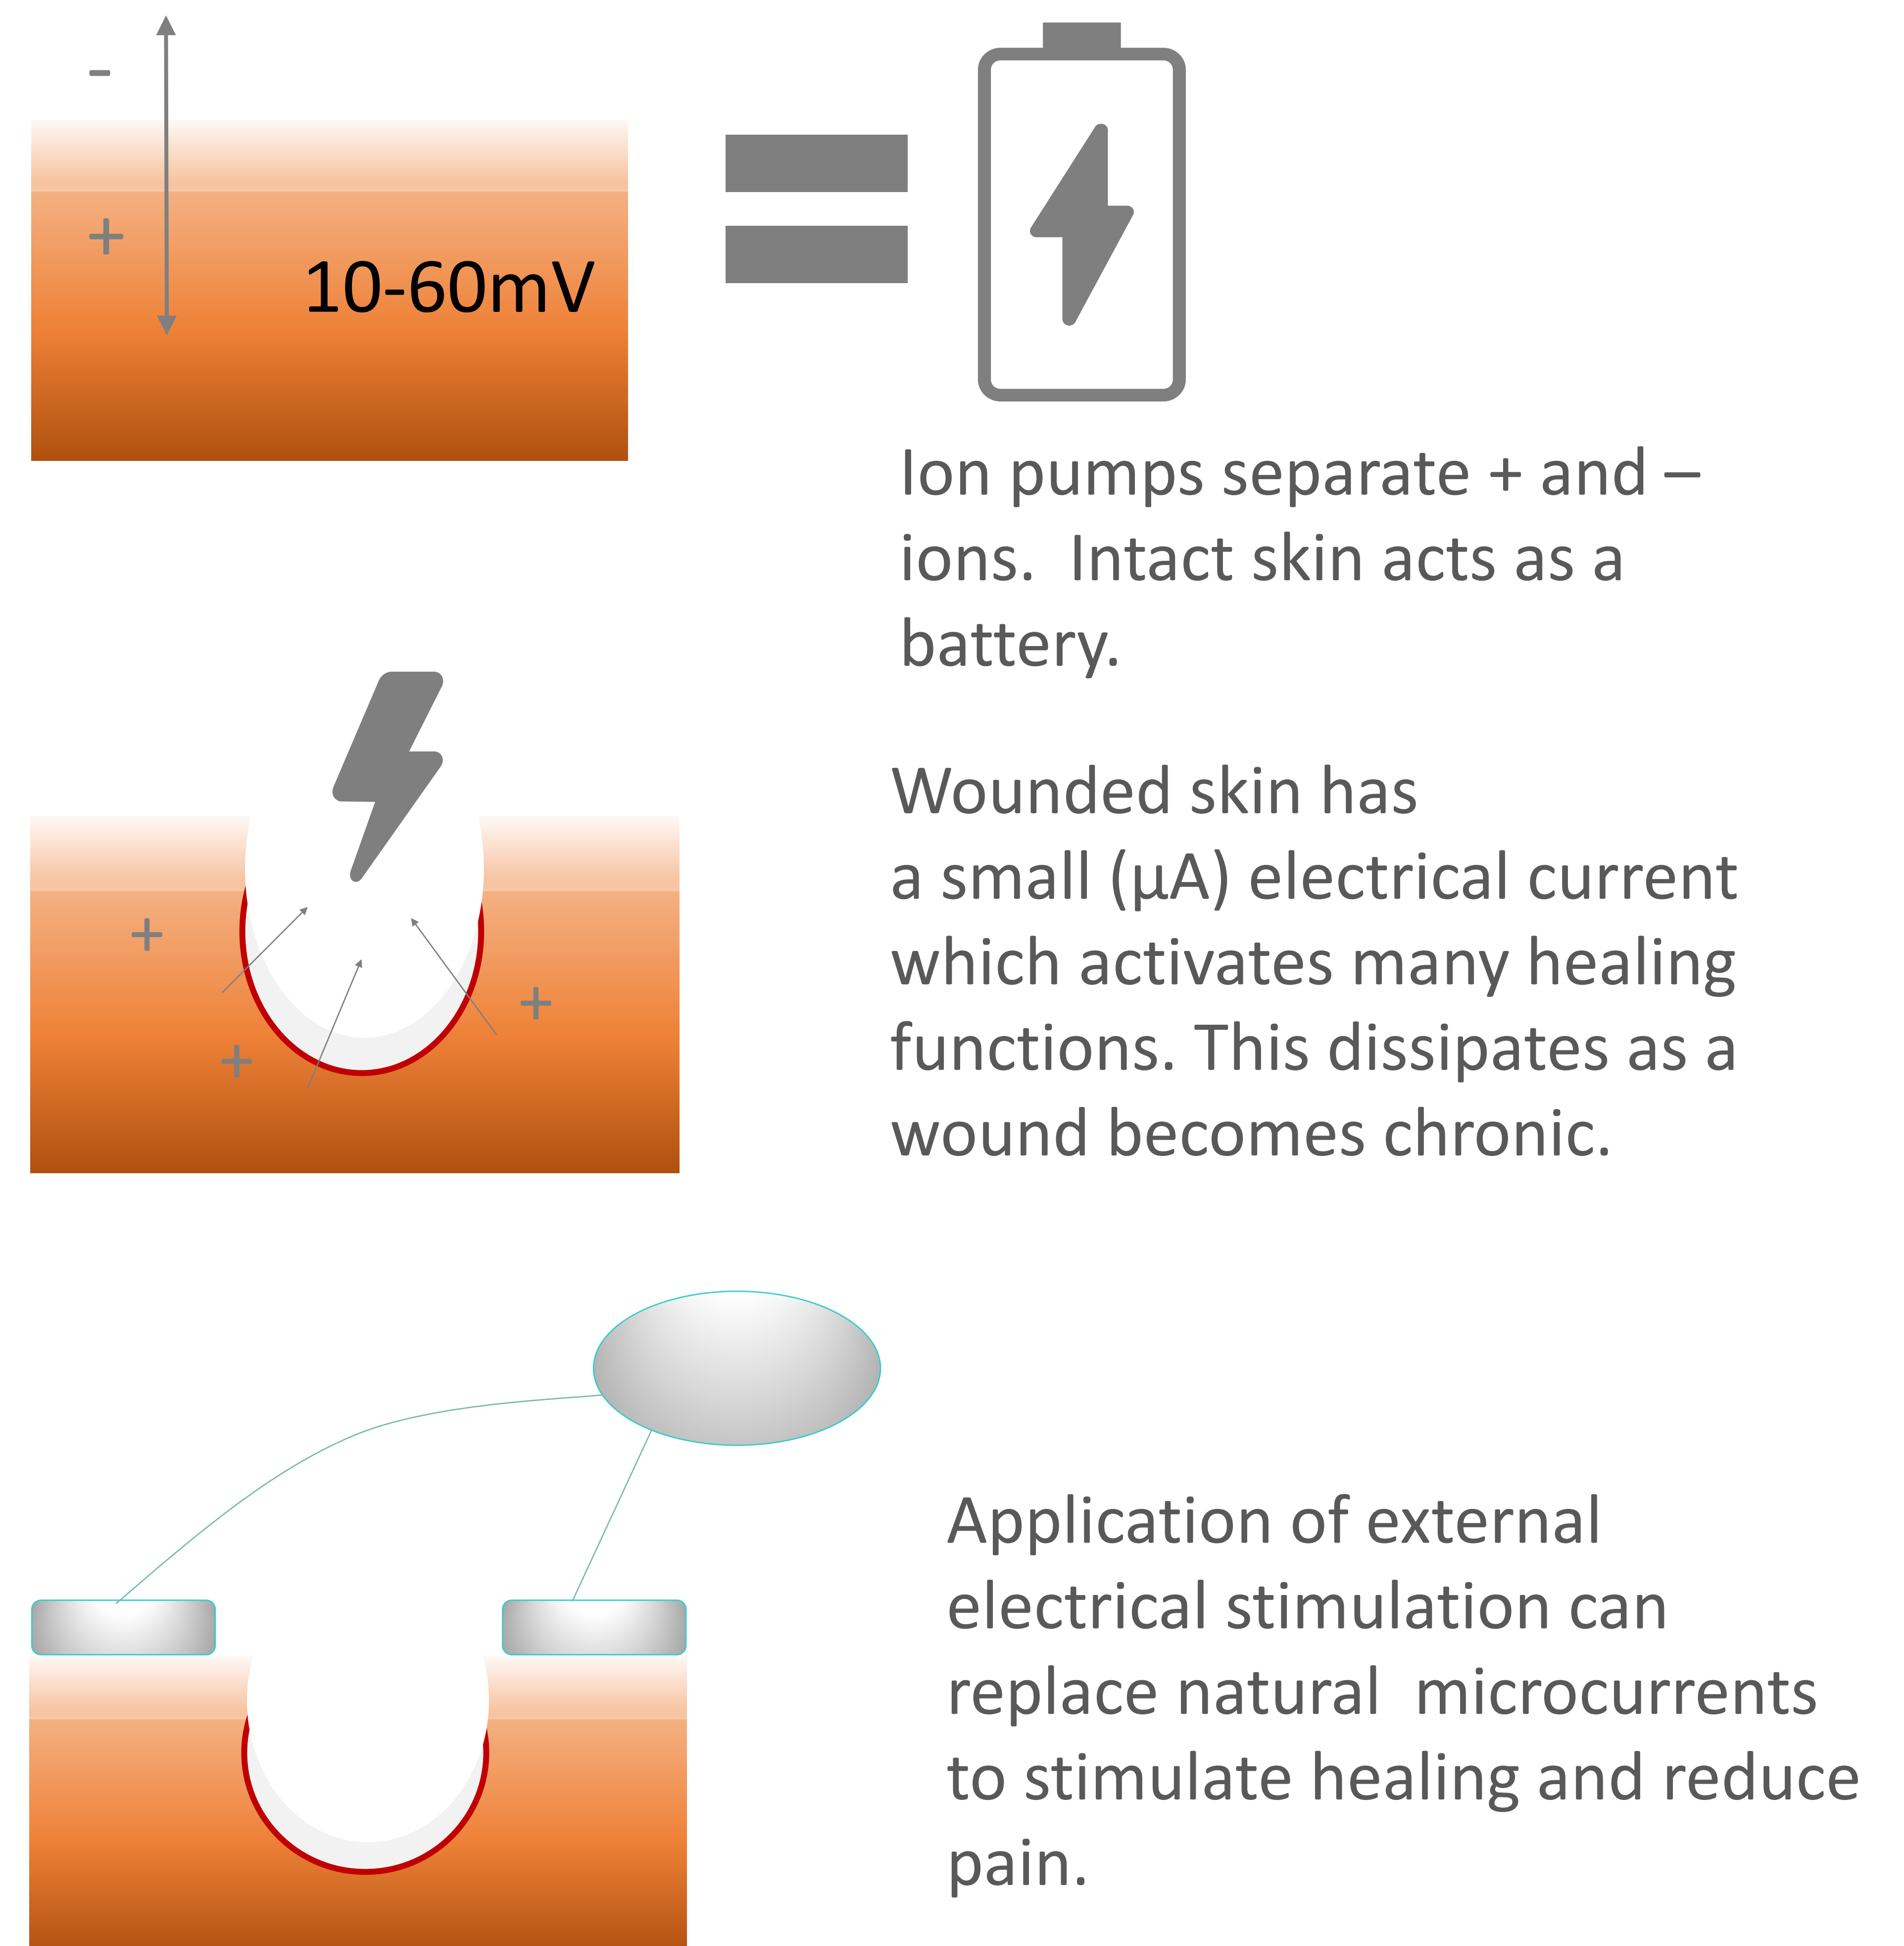 -
+
10-60mV
Ion pumps separate + and –
ions.  Intact skin acts as a
battery.
Wounded skin has
a small (µA) electrical current
which activates many healing
functions. This dissipates as a
wound becomes chronic.
+
+
+
Application of external
electrical stimulation can
replace natural  microcurrents
to stimulate healing and reduce
pain.